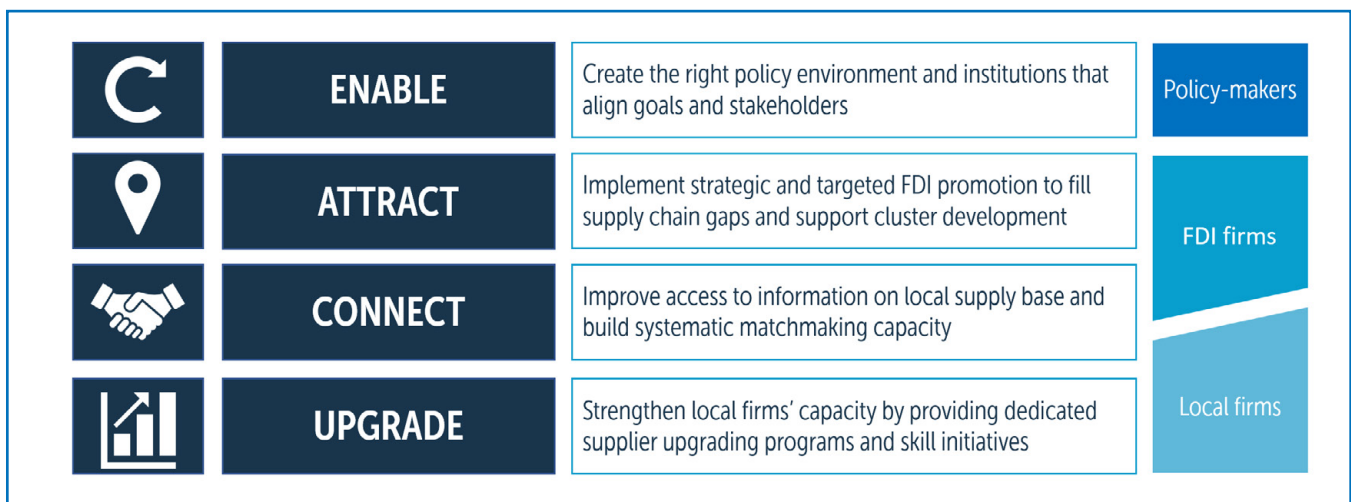 ENABLE
Create the right policy environment and institutions that
align goals and stakeholders
Policy-makers
ATTRACT
Implement strategic and targeted FDI promotion to fill
supply chain gaps and support cluster development
FDI firms
CONNECT
Improve access to information on local supply base and
build systematic matchmaking capacity
UPGRADE
Strengthen local firms’ capacity by providing dedicated
supplier upgrading programs and skill initiatives
Local firms